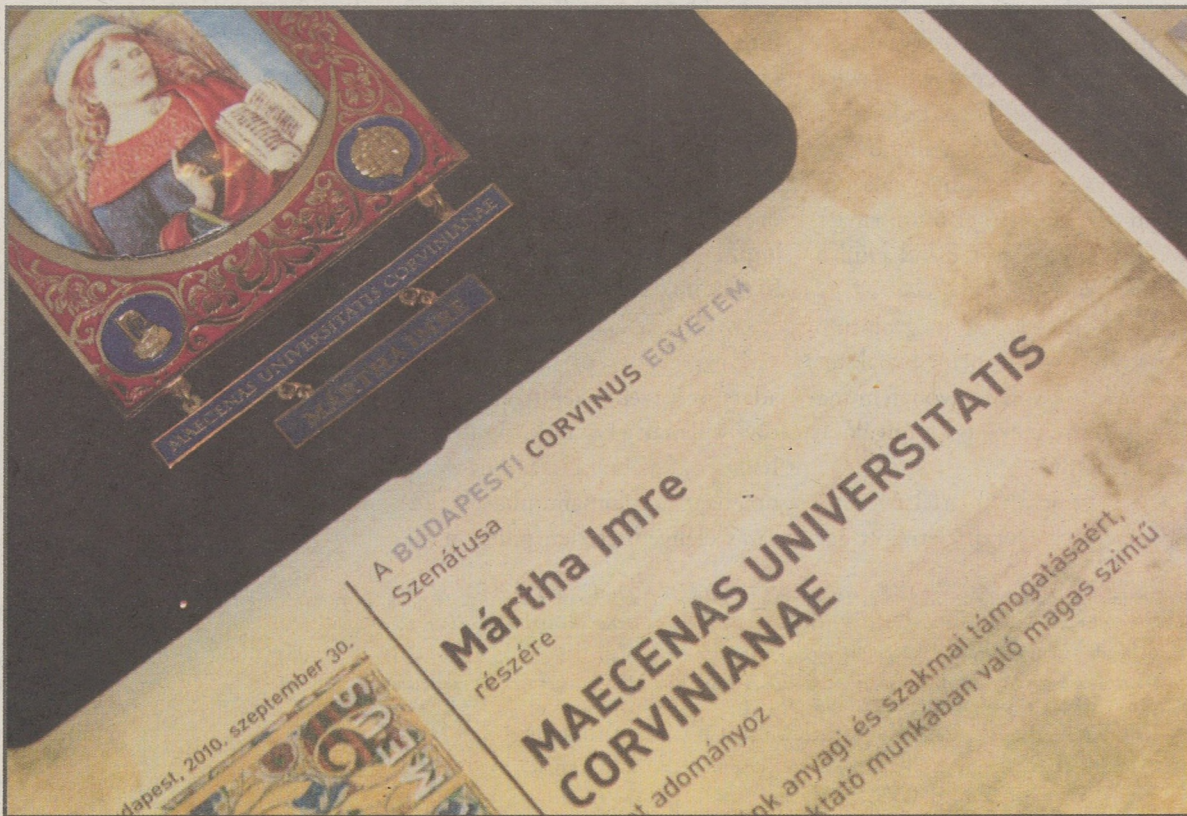 MAECENAS UNIVERSITATIS CORVINIANAE
MÁRTHA IMRE
A BUDAPESTI CORVINUS EGYETEM
Szenátusa
Mártha Imre
részére
MAECENAS UNIVERSITATIS
CORVINIANAE
adományoz
anyagi és szakmai támogatásáért,
munkában való magas szintű
2010. szeptember 30.